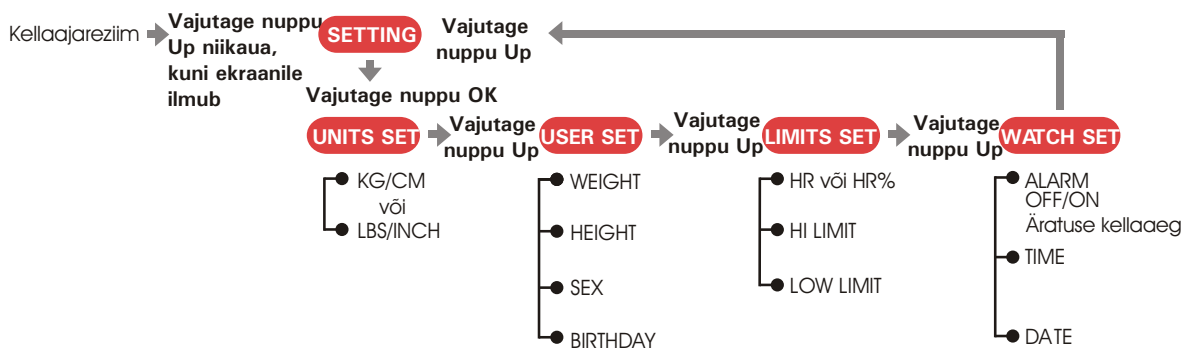 Kellaajareziim
Vajutage nuppu
Up niikaua,
kuni ekraanile
ilmub
SETTING
Vajutage
nuppu Up
Vajutage nuppu OK
UNITS SET
Vajutage
nuppu Up
USER SET
Vajutage
nuppu Up
LIMITS SET
Vajutage
nuppu Up
WATCH SET
KG/CM
või
LBS/INCH
WEIGHT
HEIGHT
SEX
BIRTHDAY
HR või HR%
HI LIMIT
LOW LIMIT
ALARM
OFF/ON
Äratuse kellaaeg
TIME
DATE